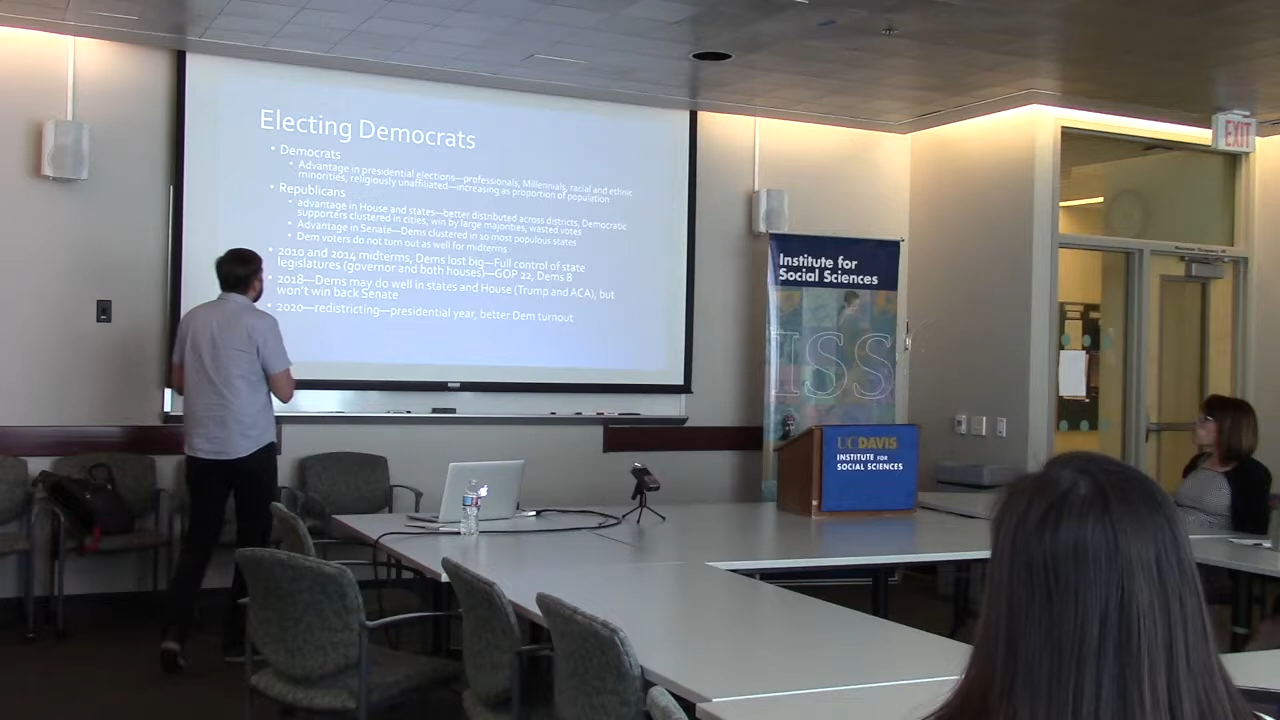 Electing Democrats
• Democrats
• Advantage in presidential elections—professionals, Millennials, racial and ethnic
minorities, religiously unaffiliated—increasing as proportion of population
• Republicans
• advantage in House and states—better distributed across districts, Democratic
supporters clustered in cities, win by large majorities, wasted votes
• Advantage in Senate—Dems clustered in 10 most populous states
• Dem voters do not turn out as well for midterms
• 2010 and 2014 midterms, Dems lost big—Full control of state
legislatures (governor and both houses)—GOP 22, Dems 8
• 2018—Dems may do well in states and House (Trump and ACA), but
won't win back Senate
• 2020—redistricting—presidential year, better Dem turnout
Institute for
Social Sciences
ISS
UCDAVIS
INSTITUTE FOR
SOCIAL SCIENCES
EXIT